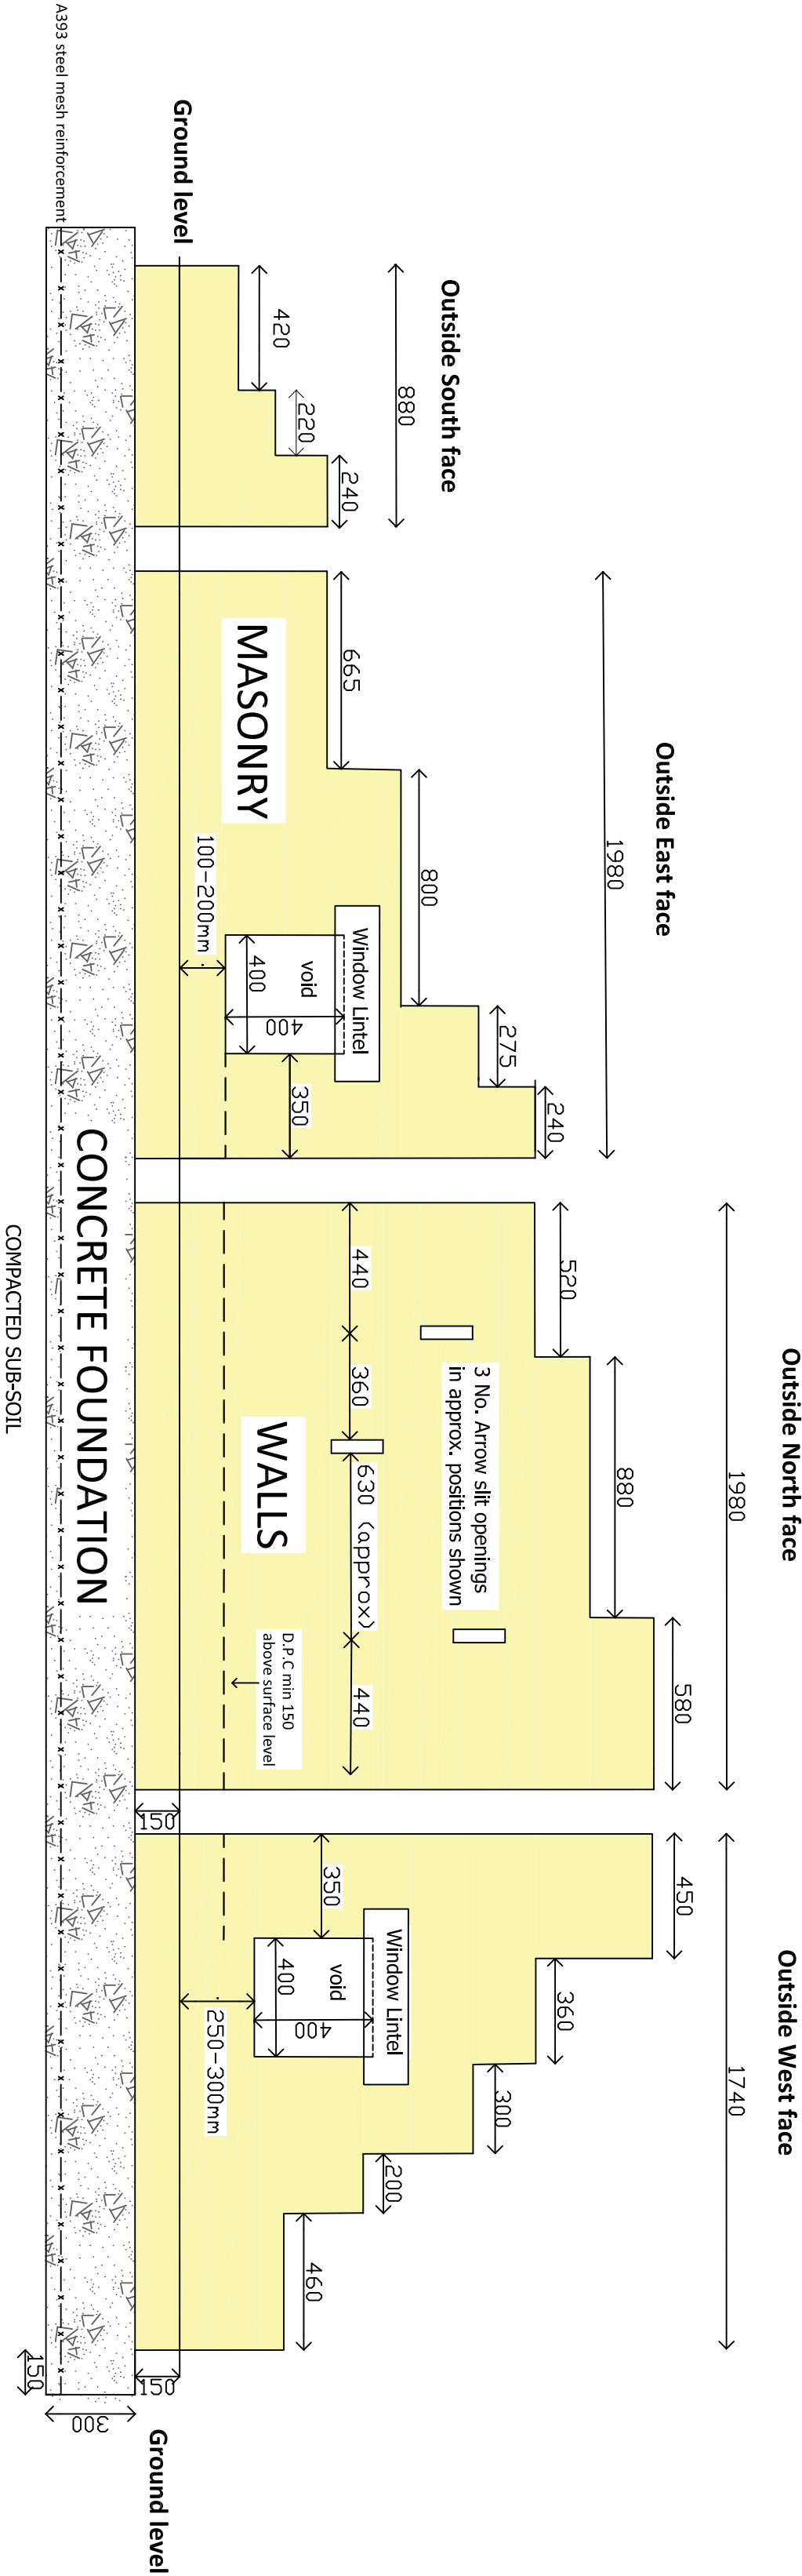 Outside South face
880
420
220
240
Ground level
A393 steel mesh reinforcement
Outside East face
1980
665
800
275
240
MASONRY
Window Lintel
void
400
400
350
100-200mm
Outside North face
1980
520
880
580
3 No. Arrow slit openings
in approx. positions shown
440
360
630 (approx)
440
WALLS
D.P.C min 150
above surface level
150
Outside West face
1740
450
360
300
200
460
Window Lintel
void
400
400
350
250-300mm
150
Ground level
CONCRETE FOUNDATION
300
150
COMPACTED SUB-SOIL